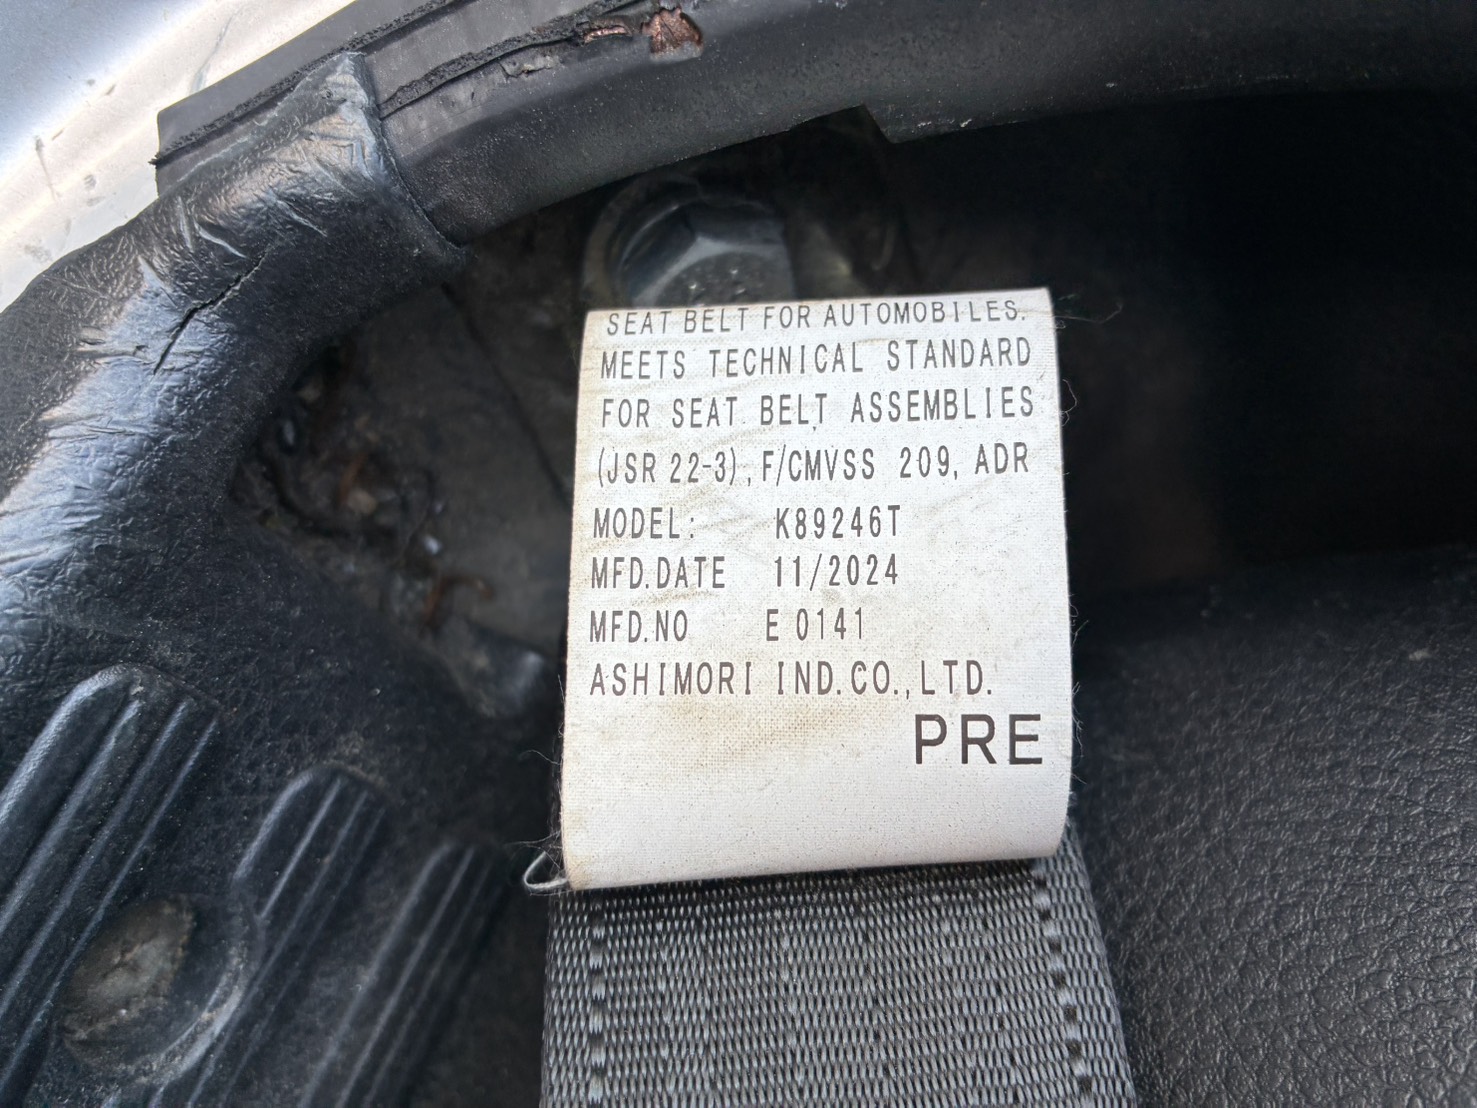 SEAT BELT FOR AUTOMOBILES.
MEETS TECHNICAL STANDARD
FOR SEAT BELT ASSEMBLIES
(JSR 22-3), F/CMVSS 209, ADR
MODEL: K89246T
MFD.DATE 11/2024
MFD.NO E 0141
ASHIMORI IND.CO.,LTD.
PRE